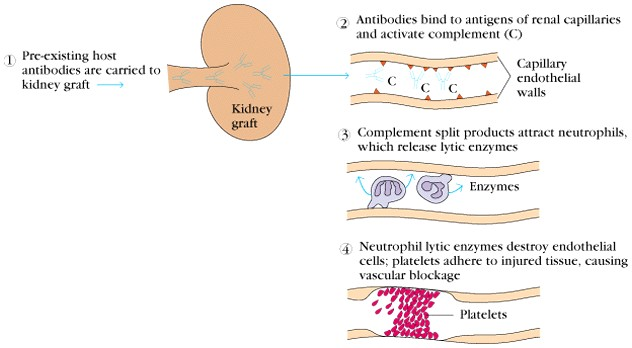 ① Pre-existing host
antibodies are carried to
kidney graft
Kidney
graft
② Antibodies bind to antigens of renal capillaries
and activate complement (C)
C
C
C
Capillary
endothelial
walls
③ Complement split products attract neutrophils,
which release lytic enzymes
Enzymes
④ Neutrophil lytic enzymes destroy endothelial
cells; platelets adhere to injured tissue, causing
vascular blockage
Platelets